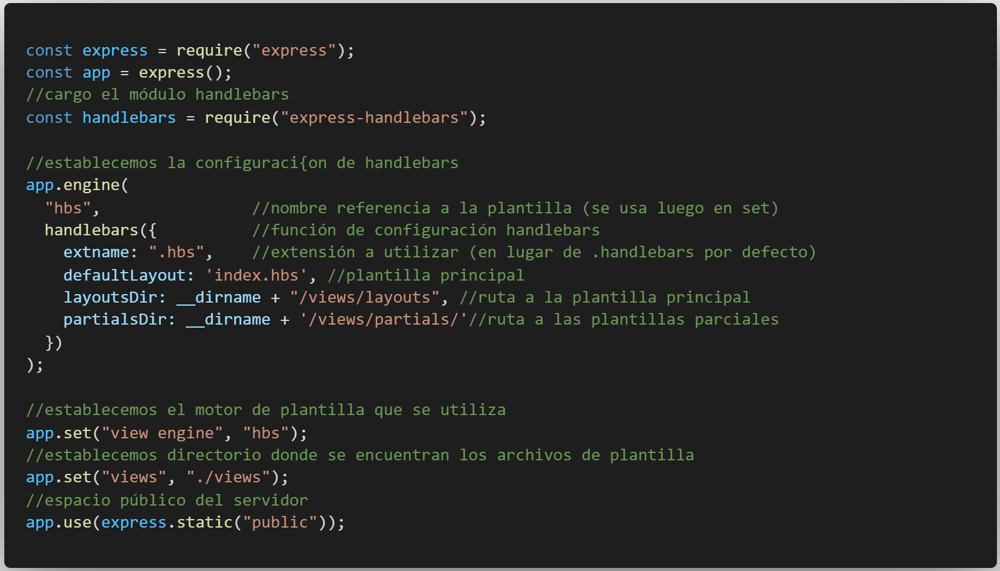 const express = require("express");
const app = express();
//cargo el módulo handlebars
const handlebars = require("express-handlebars");
//establecemos la configuraci{on de handlebars
app.engine(
"hbs", //nombre referencia a la plantilla (se usa luego en set)
handlebars({ //función de configuración handlebars
extname: ".hbs", //extensión a utilizar (en lugar de .handlebars por defecto)
defaultLayout: 'index.hbs', //plantilla principal
layoutsDir: __dirname + "/views/layouts", //ruta a la plantilla principal
partialsDir: __dirname + '/views/partials/'//ruta a las plantillas parciales
})
);
//establecemos el motor de plantilla que se utiliza
app.set("view engine", "hbs");
//establecemos directorio donde se encuentran los archivos de plantilla
app.set("views", "./views");
//espacio público del servidor
app.use(express.static("public"));